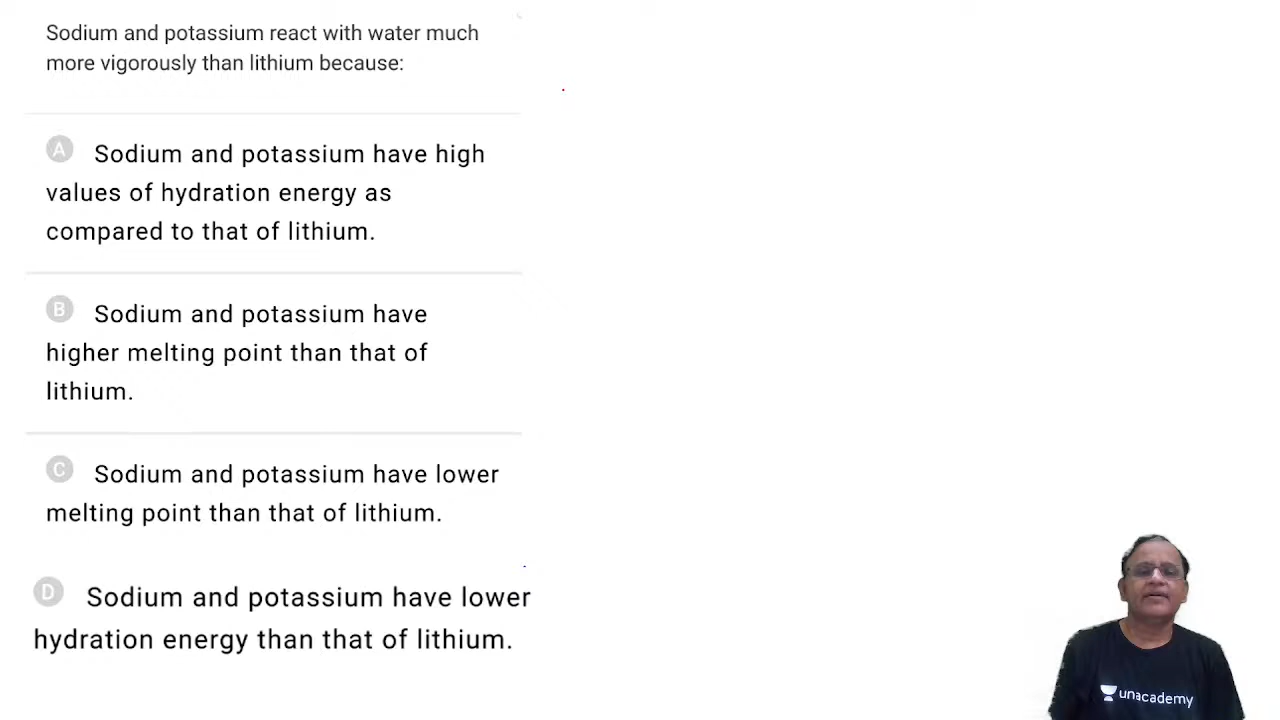 Sodium and potassium react with water much
more vigorously than lithium because:
A Sodium and potassium have high
values of hydration energy as
compared to that of lithium.
B Sodium and potassium have
higher melting point than that of
lithium.
C Sodium and potassium have lower
melting point than that of lithium.
D Sodium and potassium have lower
hydration energy than that of lithium.
unacademy